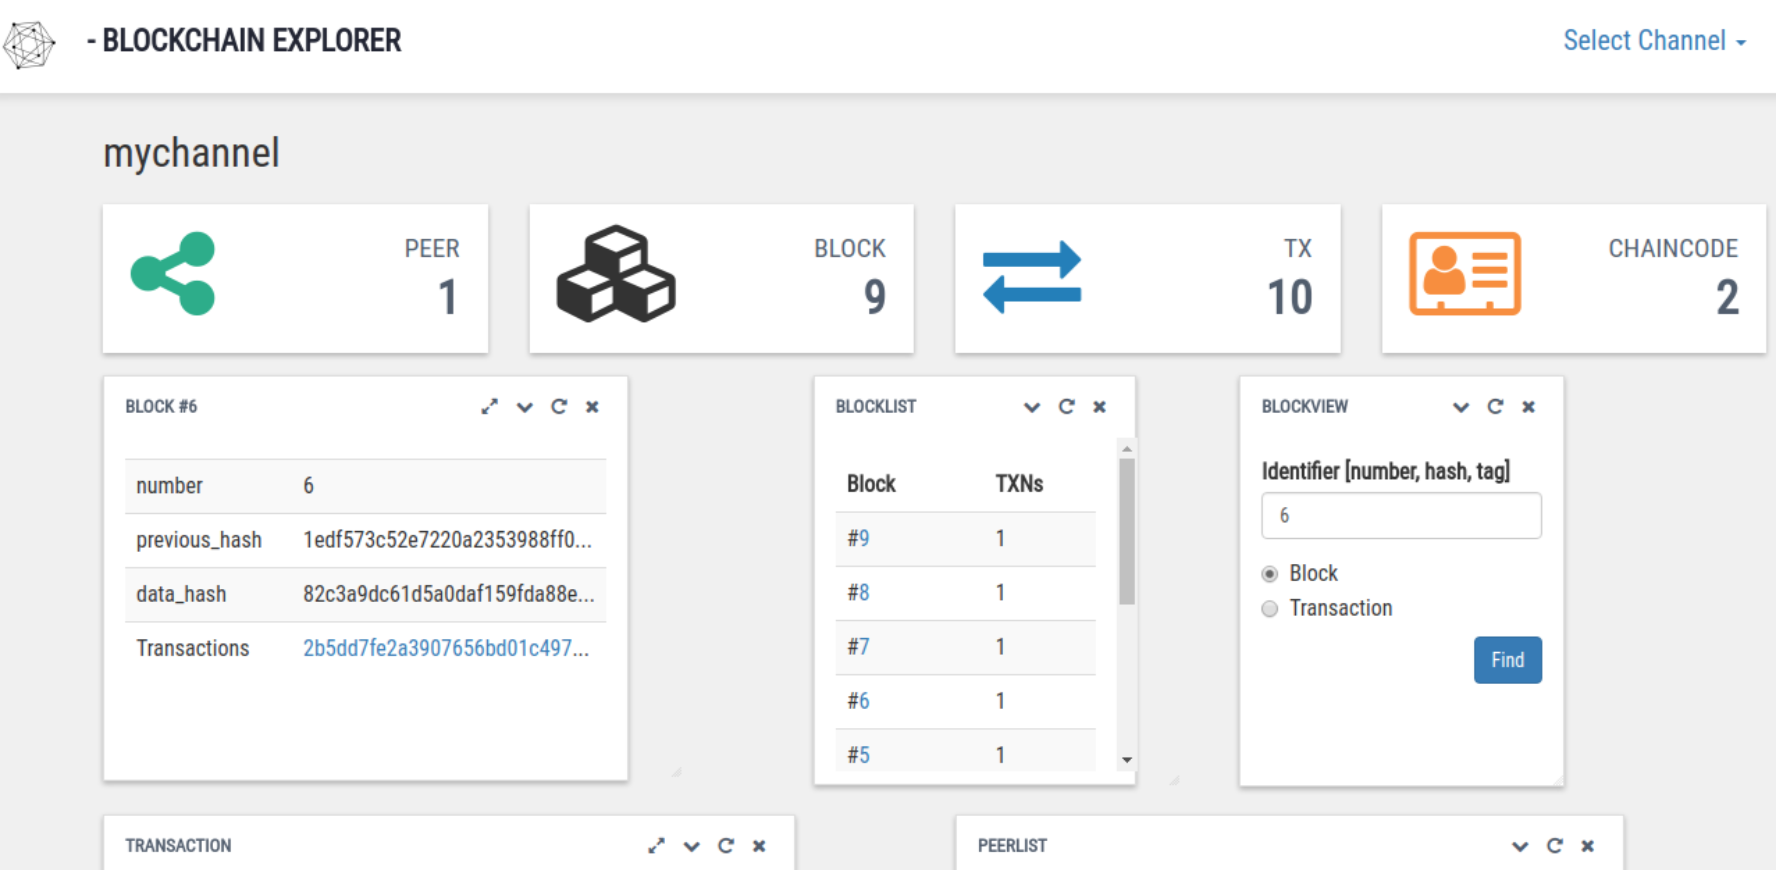 - BLOCKCHAIN EXPLORER
Select Channel
mychannel
PEER
1
BLOCK
9
TX
10
CHAINCODE
2
BLOCK #6
number 6
previous_hash 1edf573c52e7220a2353988ff0...
data_hash 82c3a9dc61d5a0daf159fda88e...
Transactions 2b5dd7fe2a3907656bd01c497...
BLOCKLIST
Block TXNs
#9 1
#8 1
#7 1
#6 1
#5 1
BLOCKVIEW
Identifier [number, hash, tag]
6
Block
Transaction
Find
TRANSACTION
PEERLIST